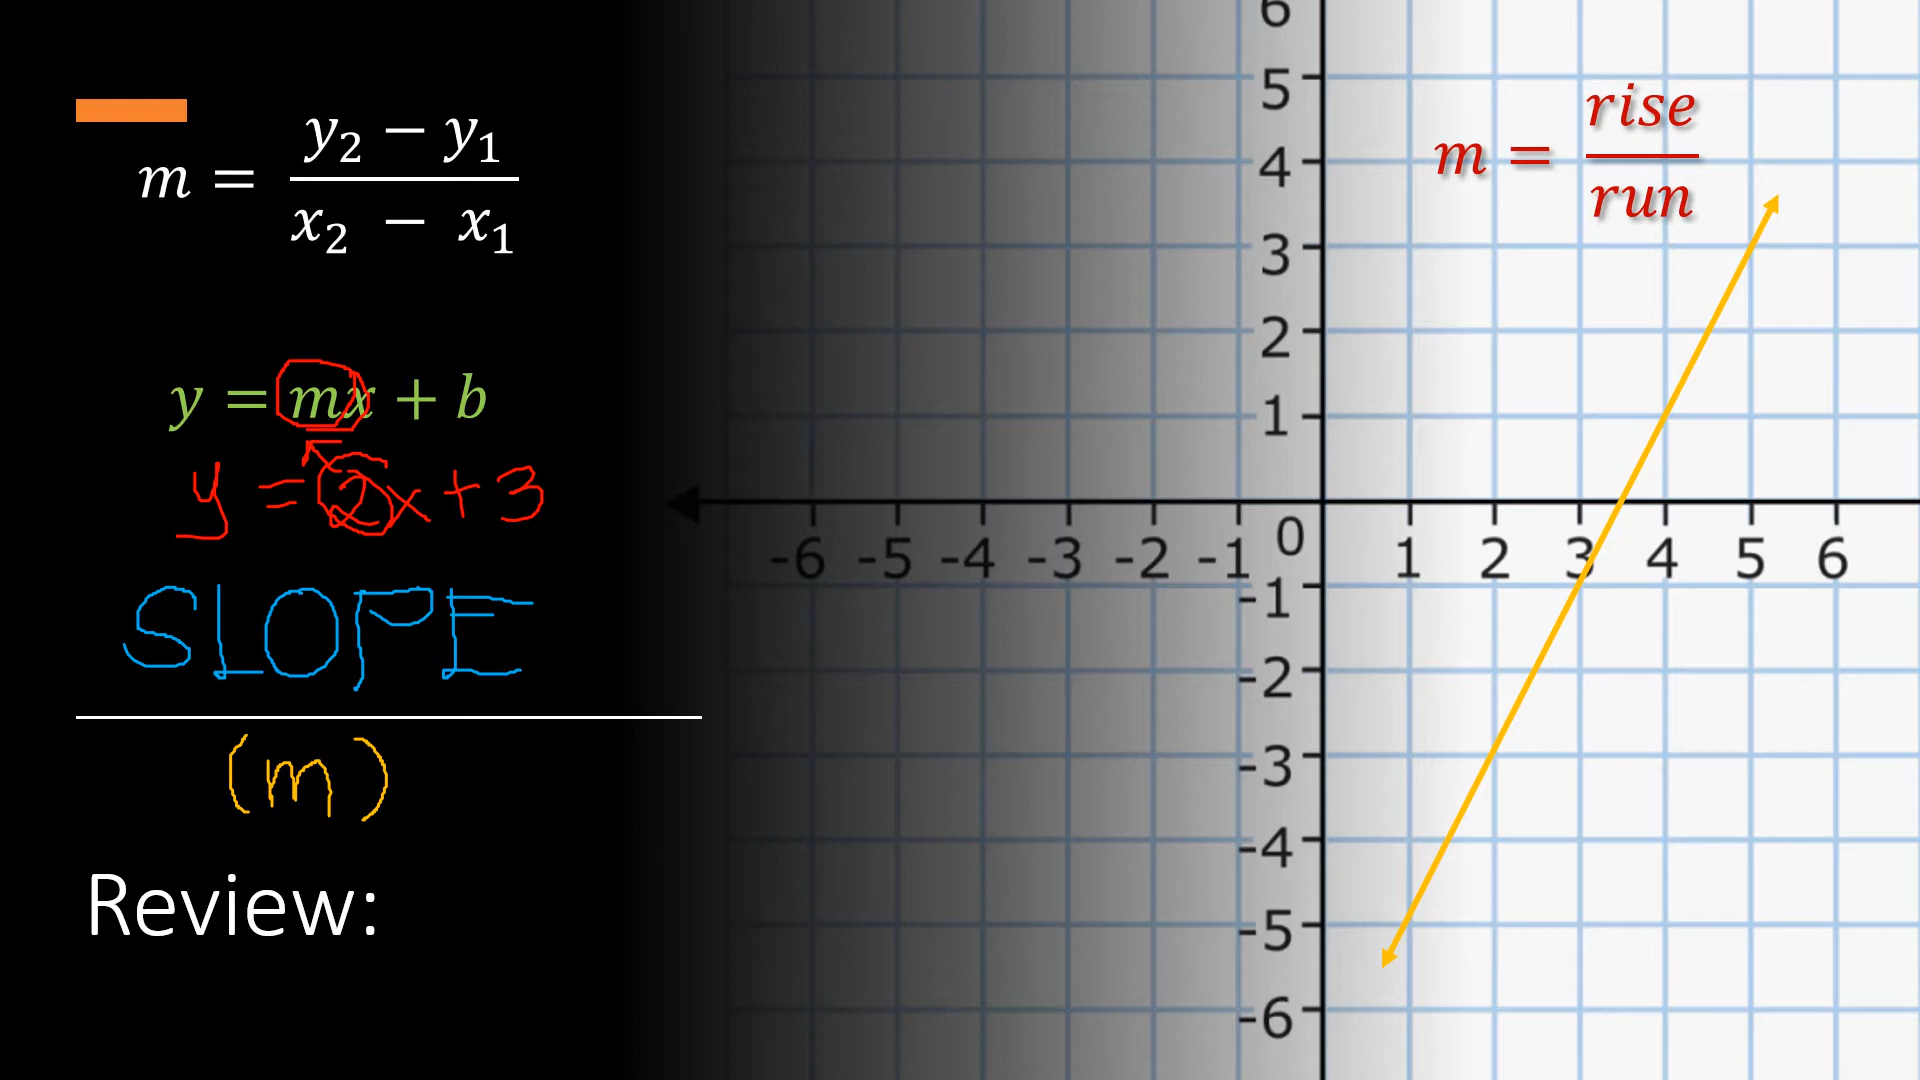 m = (y₂ − y₁) / (x₂ − x₁)
y = mx + b
y = 2x + 3
SLOPE
(m)
Review:
m = rise / run
6
5
4
3
2
1
-6 -5 -4 -3 -2 -1 0 1 2 3 4 5 6
-1
-2
-3
-4
-5
-6